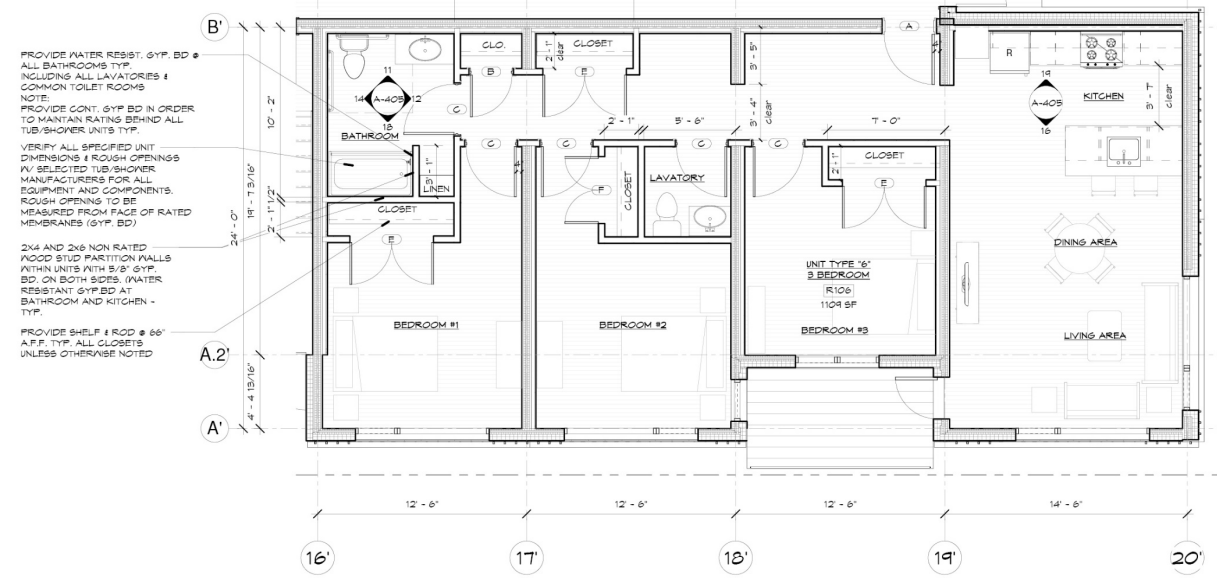 B'
A
PROVIDE WATER RESIST. GYP. BD @
ALL BATHROOMS TYP.
INCLUDING ALL LAVATORIES &
COMMON TOILET ROOMS
NOTE:
PROVIDE CONT. GYP BD IN ORDER
TO MAINTAIN RATING BEHIND ALL
TUB/SHOWER UNITS TYP.
VERIFY ALL SPECIFIED UNIT
DIMENSIONS & ROUGH OPENINGS
W/ SELECTED TUB/SHOWER
MANUFACTURERS FOR ALL
EQUIPMENT AND COMPONENTS.
ROUGH OPENING TO BE
MEASURED FROM FACE OF RATED
MEMBRANES (GYP. BD)
2X4 AND 2x6 NON RATED
WOOD STUD PARTITION WALLS
WITHIN UNITS WITH 5/8" GYP.
BD. ON BOTH SIDES. (WATER
RESISTANT GYP.BD AT
BATHROOM AND KITCHEN -
TYP.
PROVIDE SHELF & ROD @ 66"
A.F.F. TYP. ALL CLOSETS
UNLESS OTHERWISE NOTED
A.2'
A'
10' - 2"
19' - 7 3/16"
24' - 0"
2' - 1 1/2"
4' - 4 13/16"
11
14 A-405 12
18
BATHROOM
C
CLO.
B
CLOSET
E
2' - 1"
clear
3' - 5"
3' - 4"
clear
4"
R
19
A-405
16
KITCHEN
3' - 7"
clear
2' - 1"
5' - 6"
7' - 0"
3' - 1"
LINEN
C
4"
C
C
C
CLOSET
E
F
CLOSET
LAVATORY
2' - 1"
CLOSET
E
DINING AREA
UNIT TYPE "6"
3 BEDROOM
R106
1109 SF
BEDROOM #1
BEDROOM #2
BEDROOM #3
LIVING AREA
12' - 6"
12' - 6"
12' - 6"
14' - 6"
16'
17'
18'
19'
20'